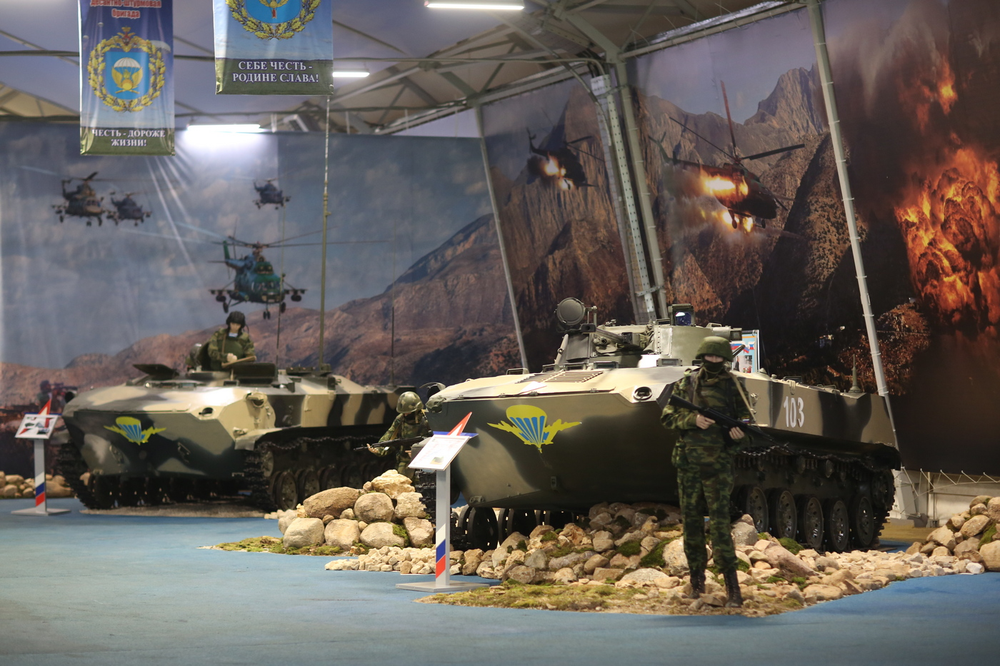 десантно-штурмовая
бригада
ЧЕСТЬ - ДОРОЖЕ
ЖИЗНИ!
СЕБЕ ЧЕСТЬ -
РОДИНЕ СЛАВА!
103